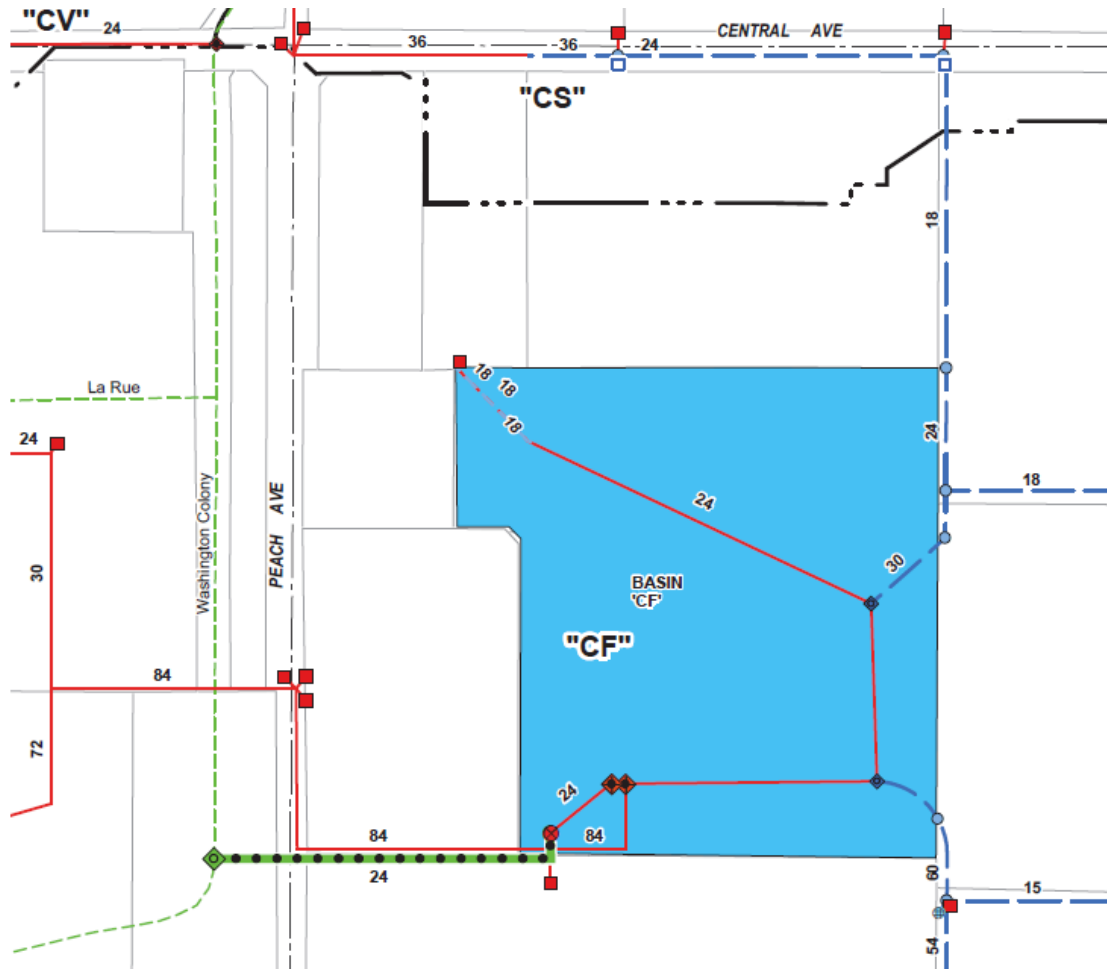 "CV"
24
36
36
24
CENTRAL AVE
"CS"
18
La Rue
24
18
18
18
24
24
18
Washington Colony
PEACH AVE
30
30
BASIN
'CF'
"CF"
84
72
24
84
84
24
60
15
54